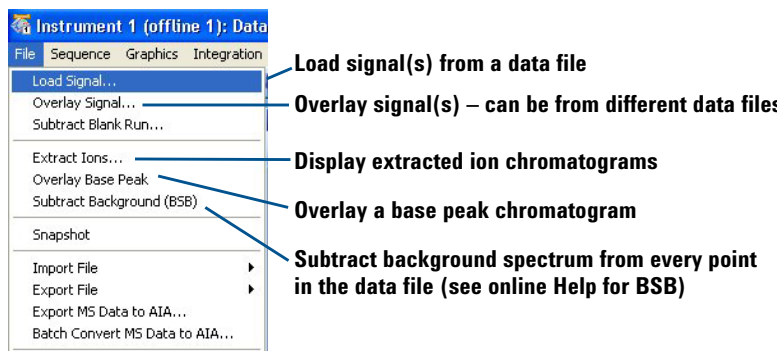 Instrument 1 (offline 1): Data
File Sequence Graphics Integration
Load Signal...
Overlay Signal...
Subtract Blank Run...
Extract Ions...
Overlay Base Peak
Subtract Background (BSB)
Snapshot
Import File
Export File
Export MS Data to AIA...
Batch Convert MS Data to AIA...
Load signal(s) from a data file
Overlay signal(s) – can be from different data files
Display extracted ion chromatograms
Overlay a base peak chromatogram
Subtract background spectrum from every point
in the data file (see online Help for BSB)